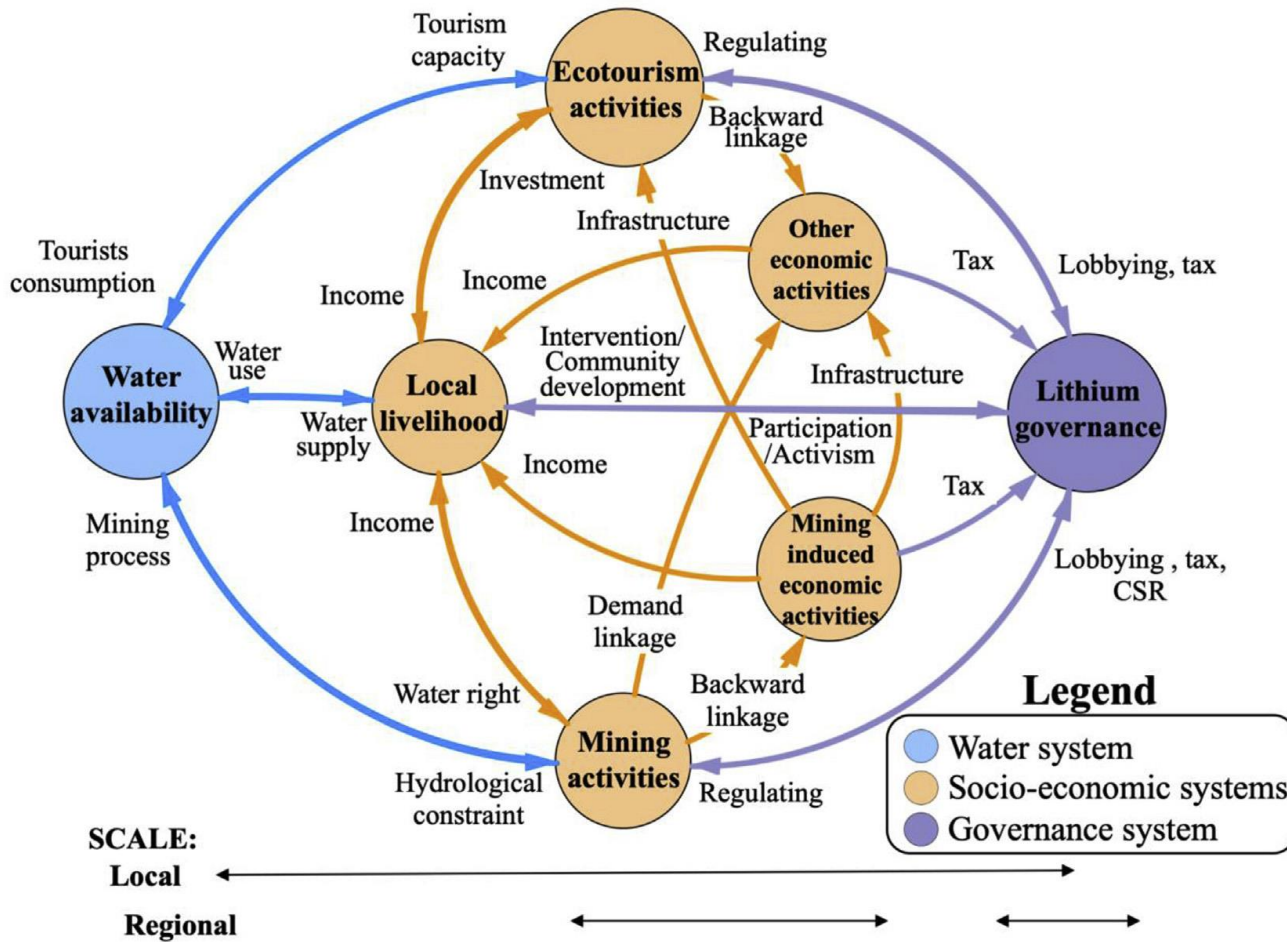 Tourism
capacity
Regulating
Ecotourism
activities
Backward
linkage
Investment
Infrastructure
Other
economic
activities
Tourists
consumption
Income
Income
Tax
Lobbying, tax
Water
use
Intervention/
Community
development
Infrastructure
Water
availability
Local
livelihood
Lithium
governance
Water
supply
Participation
/Activism
Income
Tax
Mining
process
Income
Mining
induced
economic
activities
Lobbying , tax,
CSR
Demand
linkage
Water right
Backward
linkage
Mining
activities
Hydrological
constraint
Regulating
Legend
Water system
Socio-economic systems
Governance system
SCALE:
Local
Regional